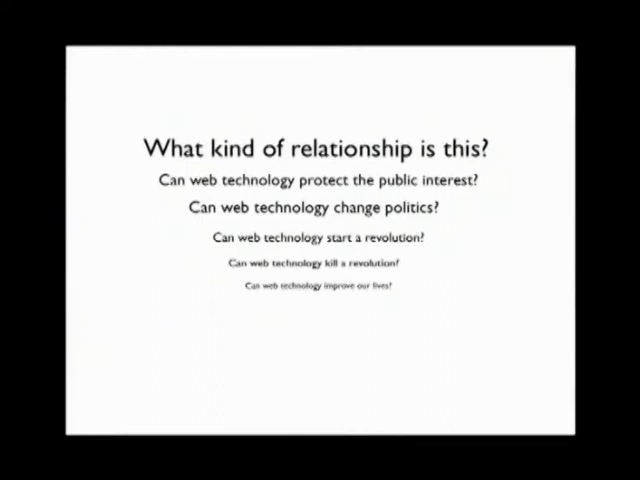 What kind of relationship is this?
Can web technology protect the public interest?
Can web technology change politics?
Can web technology start a revolution?
Can web technology kill a revolution?
Can web technology improve our lives?